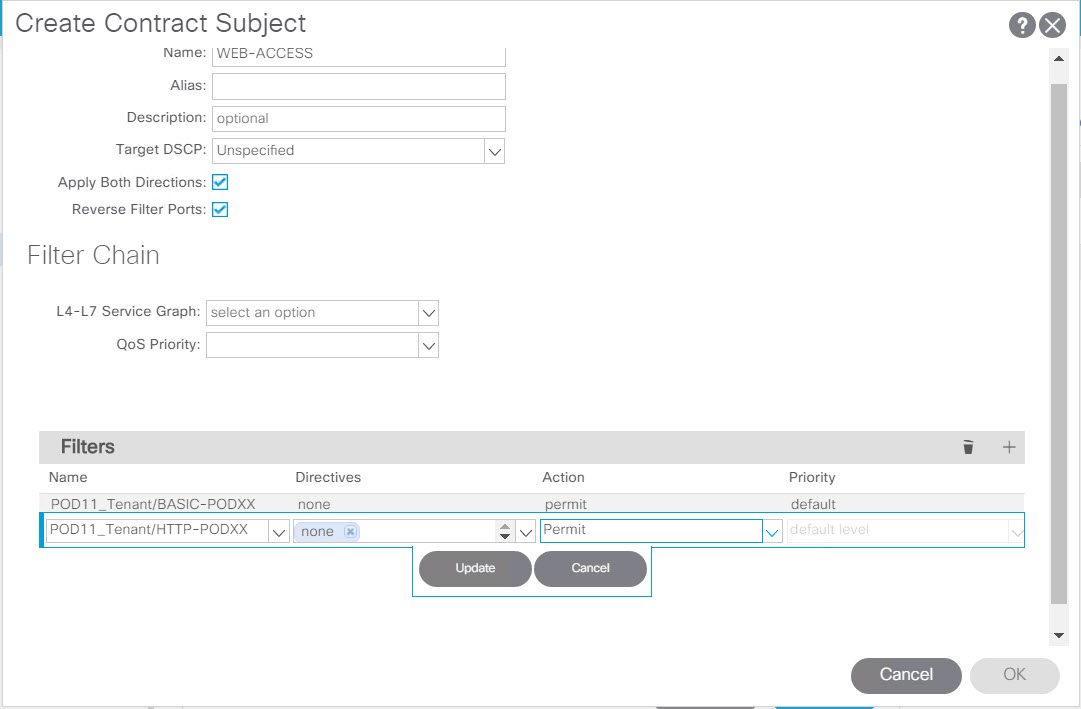 Create Contract Subject
?
Name: WEB-ACCESS
Alias:
Description: optional
Target DSCP: Unspecified
Apply Both Directions:
Reverse Filter Ports:
Filter Chain
L4-L7 Service Graph: select an option
QoS Priority:
Filters
Name Directives Action Priority
POD11_Tenant/BASIC-PODXX none permit default
POD11_Tenant/HTTP-PODXX none Permit default level
Update Cancel
Cancel OK